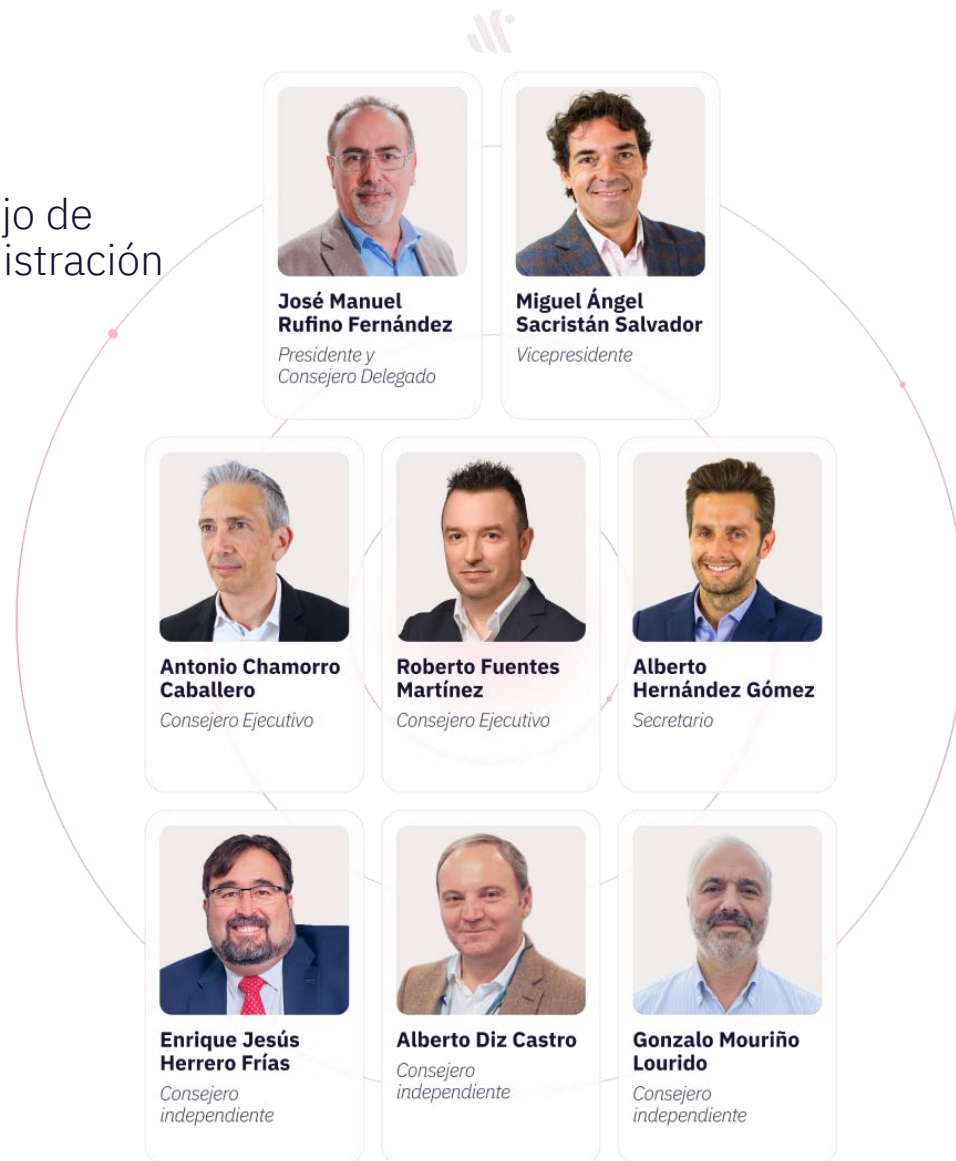 jo de
istración
José Manuel
Rufino Fernández
Presidente y
Consejero Delegado
Miguel Ángel
Sacristán Salvador
Vicepresidente
Antonio Chamorro
Caballero
Consejero Ejecutivo
Roberto Fuentes
Martínez
Consejero Ejecutivo
Alberto
Hernández Gómez
Secretario
Enrique Jesús
Herrero Frías
Consejero
independiente
Alberto Diz Castro
Consejero
independiente
Gonzalo Mouriño
Lourido
Consejero
independiente